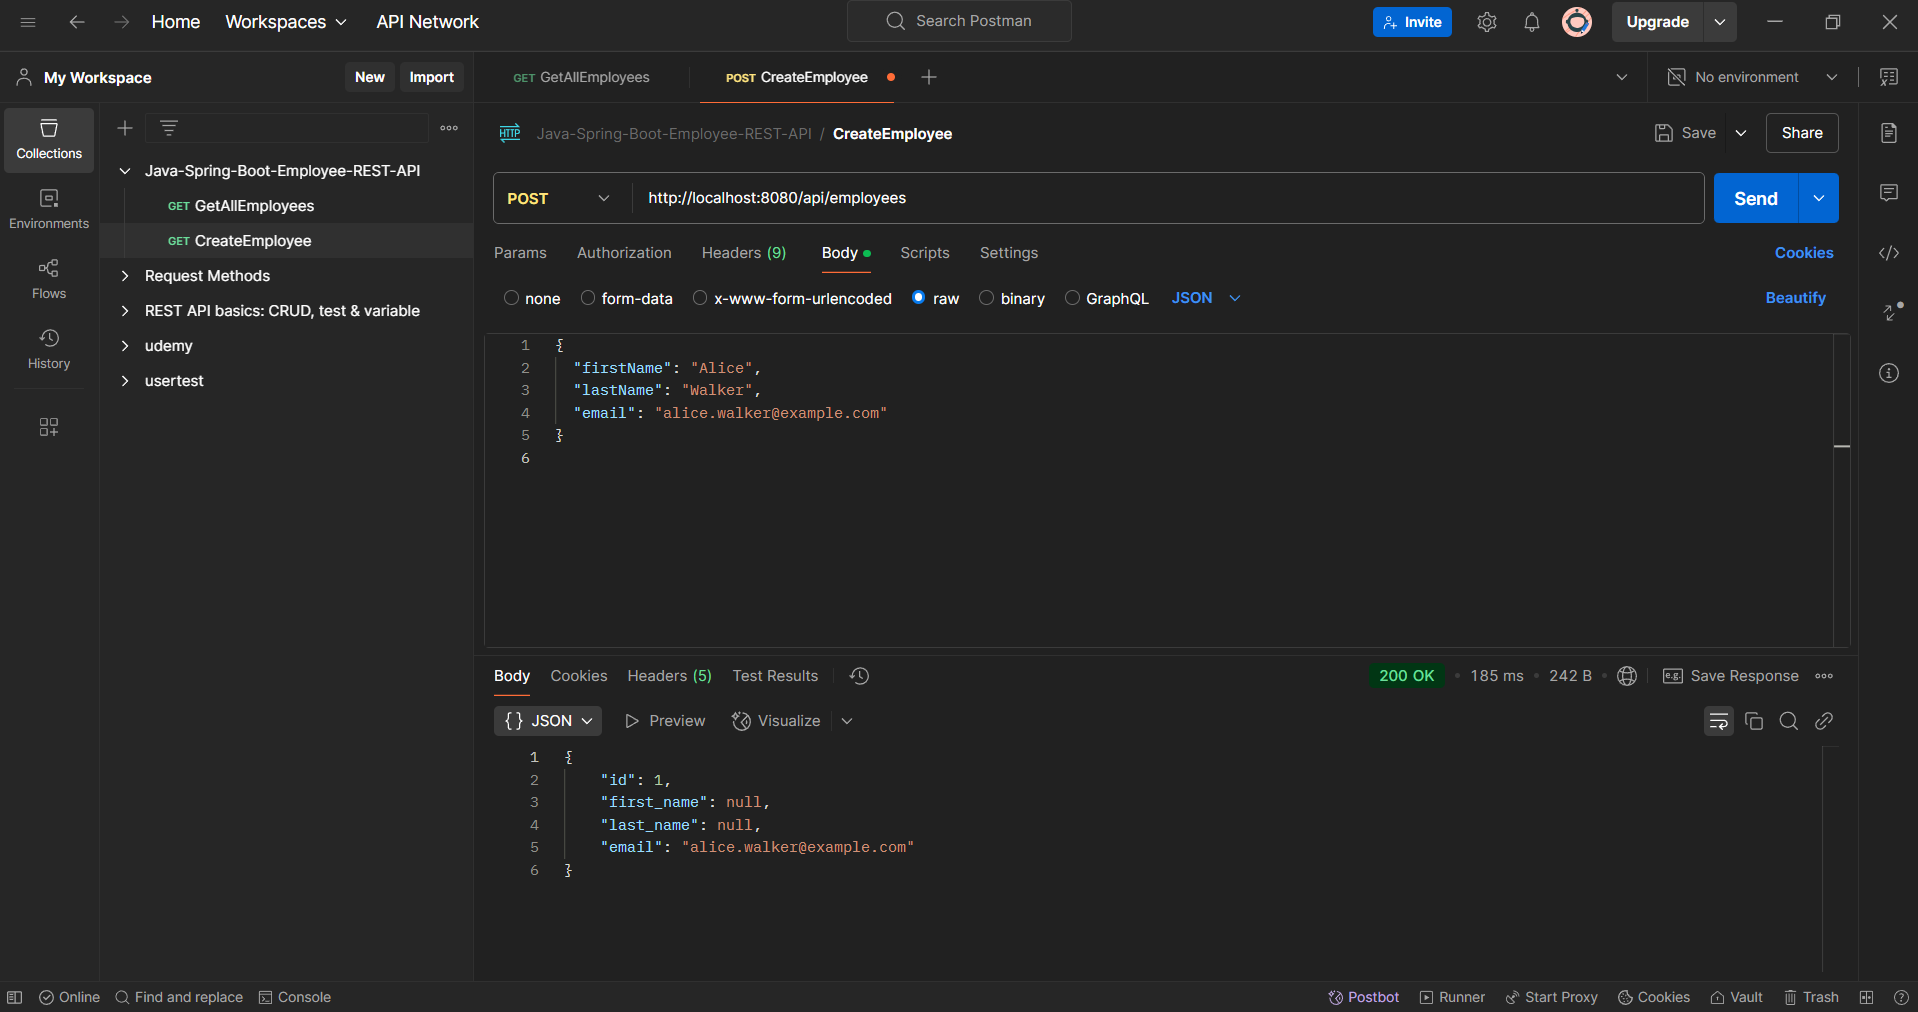 Home Workspaces API Network Search Postman Invite Upgrade
My Workspace New Import GET GetAllEmployees POST CreateEmployee No environment
Collections
Environments
Flows
History
Java-Spring-Boot-Employee-REST-API
GET GetAllEmployees
GET CreateEmployee
Request Methods
REST API basics: CRUD, test & variable
udemy
usertest
HTTP Java-Spring-Boot-Employee-REST-API / CreateEmployee Save Share
POST http://localhost:8080/api/employees Send
Params Authorization Headers (9) Body Scripts Settings Cookies
none form-data x-www-form-urlencoded raw binary GraphQL JSON Beautify
1 {
2 "firstName": "Alice",
3 "lastName": "Walker",
4 "email": "alice.walker@example.com"
5 }
6
Body Cookies Headers (5) Test Results 200 OK • 185 ms • 242 B • e.g. Save Response
{} JSON Preview Visualize
1 {
2 "id": 1,
3 "first_name": null,
4 "last_name": null,
5 "email": "alice.walker@example.com"
6 }
Online Find and replace Console Postbot Runner Start Proxy Cookies Vault Trash